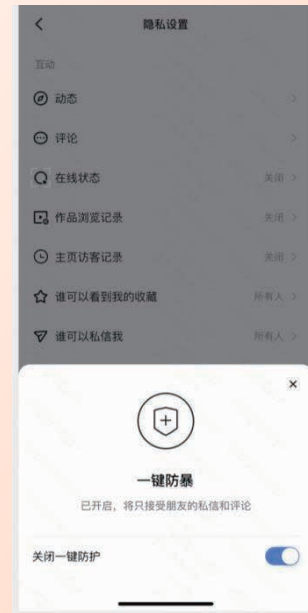 隐私设置
互动
动态
评论
在线状态 关闭
作品浏览记录 关闭
主页访客记录 关闭
谁可以看到我的收藏 所有人
谁可以私信我 所有人
一键防暴
已开启，将只接受朋友的私信和评论
关闭一键防护